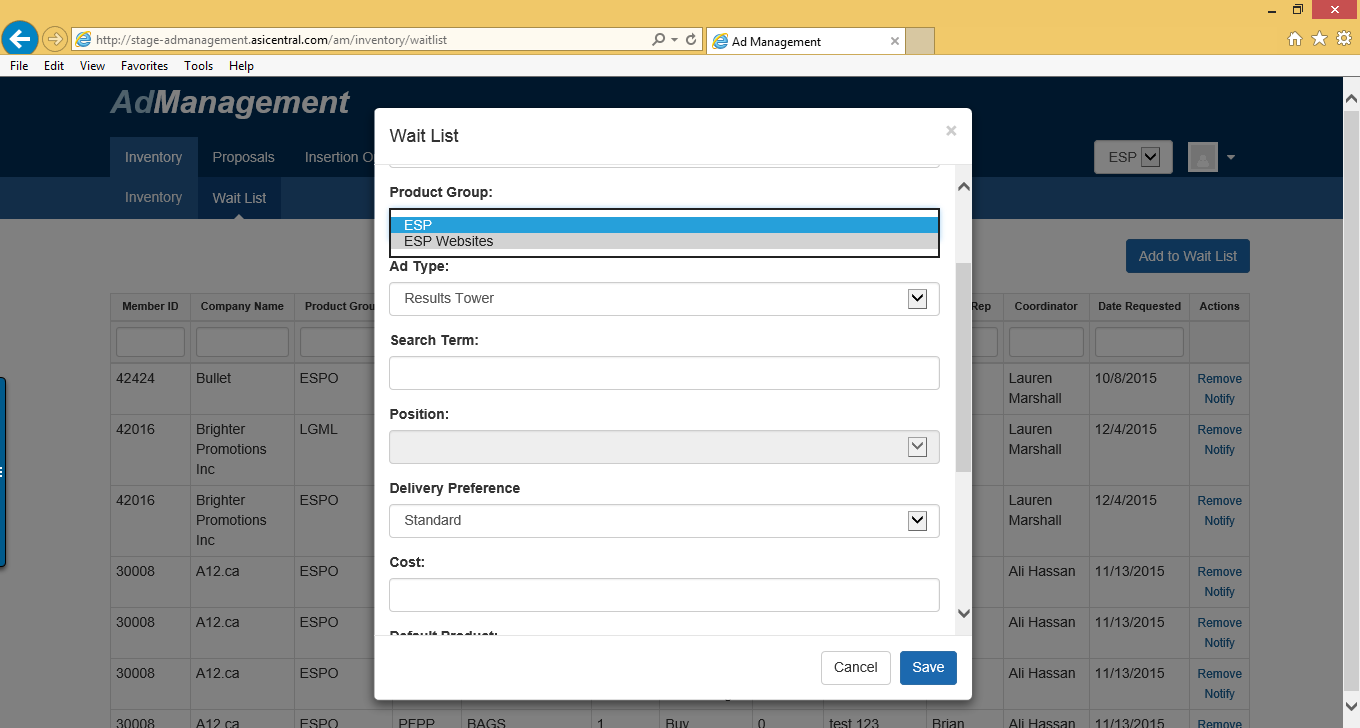 http://stage-admanagement.asicentral.com/am/inventory/waitlist
Ad Management
File Edit View Favorites Tools Help
AdManagement
Inventory Proposals Insertion O
ESP
Inventory Wait List
Add to Wait List
Wait List
Product Group:
ESP
ESP Websites
Ad Type:
Results Tower
Search Term:
Position:
Delivery Preference
Standard
Cost:
Default Product:
Cancel Save
Member ID Company Name Product Grou Rep Coordinator Date Requested Actions
42424 Bullet ESPO Lauren Marshall 10/8/2015 Remove Notify
42016 Brighter Promotions Inc LGML Lauren Marshall 12/4/2015 Remove Notify
42016 Brighter Promotions Inc ESPO Lauren Marshall 12/4/2015 Remove Notify
30008 A12.ca ESPO Ali Hassan 11/13/2015 Remove Notify
30008 A12.ca ESPO Ali Hassan 11/13/2015 Remove Notify
30008 A12.ca ESPO Ali Hassan 11/13/2015 Remove Notify
30008 A12.ca ESPO PFPP BAGS 1 Buy 0 test 123 Brian Ali Hassan 11/13/2015 Remove